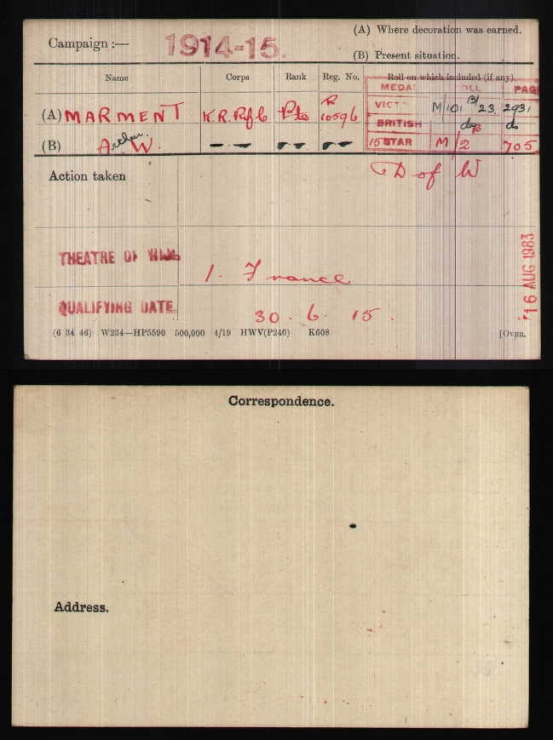 (A) Where decoration was earned.
Campaign :— 1914-15.
(B) Present situation.
Name Corps Rank Reg. No. Roll on which included (if any)
MEDAL ROLL PAGE
(A) MARMENT K.R.Rif C Pte R 10596 VICTORY M/101 B/23 2931
BRITISH do do
(B) Arthur W. — — — — — — 15 STAR M/2 705
Action taken D of W
THEATRE OF WAR.
1. France
QUALIFYING DATE
30. 6. 15.
16 AUG 1983
(6 34 46) W234—HP5590 500,000 4/19 HWV(P240) K608 [OVER.
Correspondence.
Address.